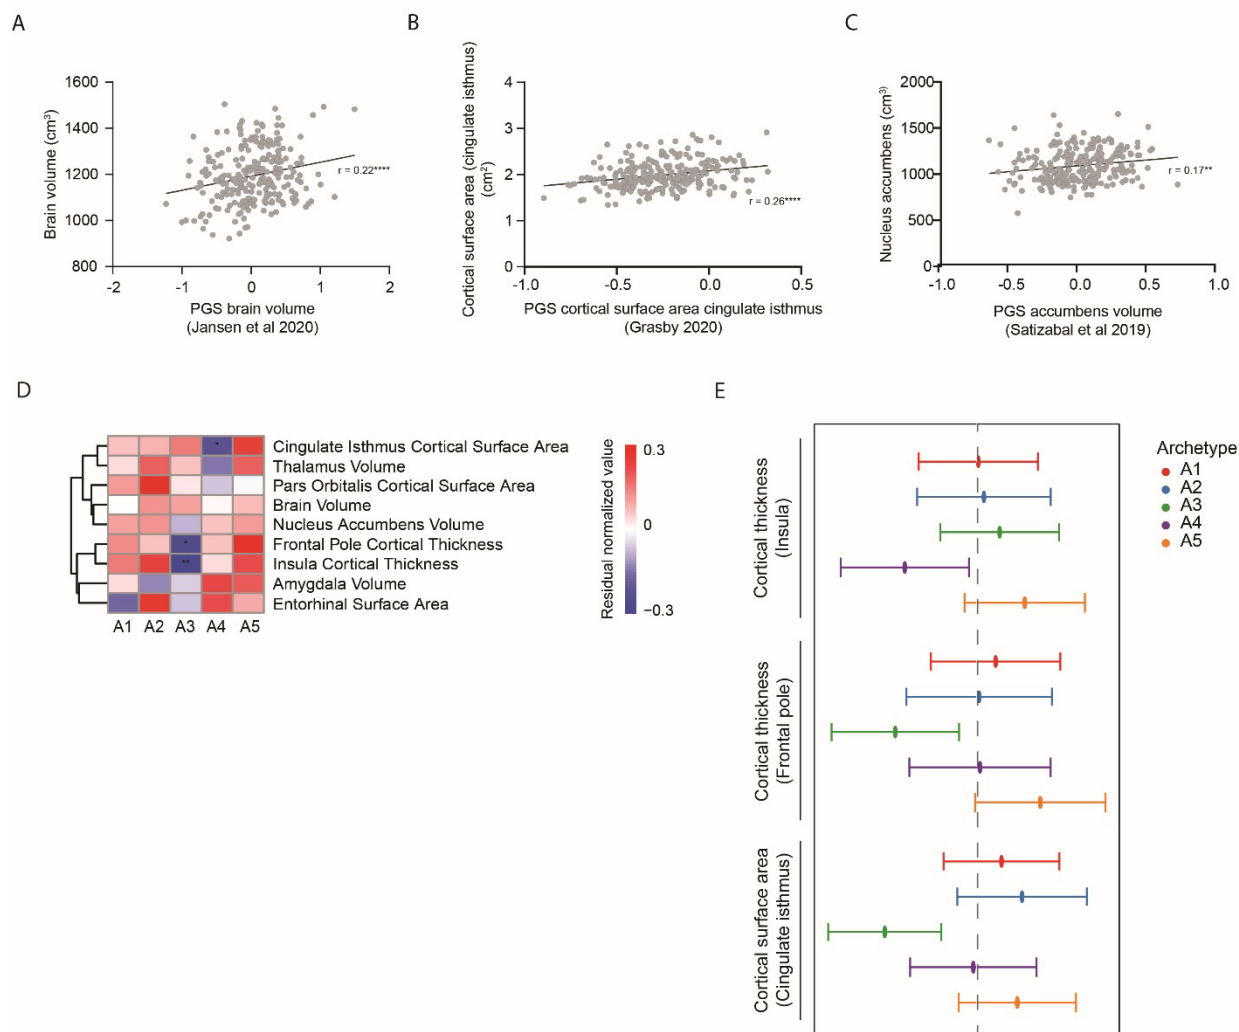 A
Brain volume (cm³)
1600
1400
1200
1000
800
-2
-1
0
1
2
r = 0.22****
PGS brain volume
(Jansen et al 2020)
B
Cortical surface area (cingulate isthmus)
(cm²)
4
3
2
1
0
-1.0
-0.5
0.0
0.5
r = 0.26****
PGS cortical surface area cingulate isthmus
(Grasby 2020)
C
Nucleus accumbens (cm³)
2000
1500
1000
500
0
-1.0
-0.5
0.0
0.5
1.0
r = 0.17**
PGS accumbens volume
(Satizabal et al 2019)
D
Cingulate Isthmus Cortical Surface Area
Thalamus Volume
Pars Orbitalis Cortical Surface Area
Brain Volume
Nucleus Accumbens Volume
Frontal Pole Cortical Thickness
Insula Cortical Thickness
Amygdala Volume
Entorhinal Surface Area
A1 A2 A3 A4 A5
*
*
**
Residual normalized value
0.3
0
−0.3
E
Cortical thickness
(Insula)
Cortical thickness
(Frontal pole)
Cortical surface area
(Cingulate isthmus)
Archetype
A1
A2
A3
A4
A5